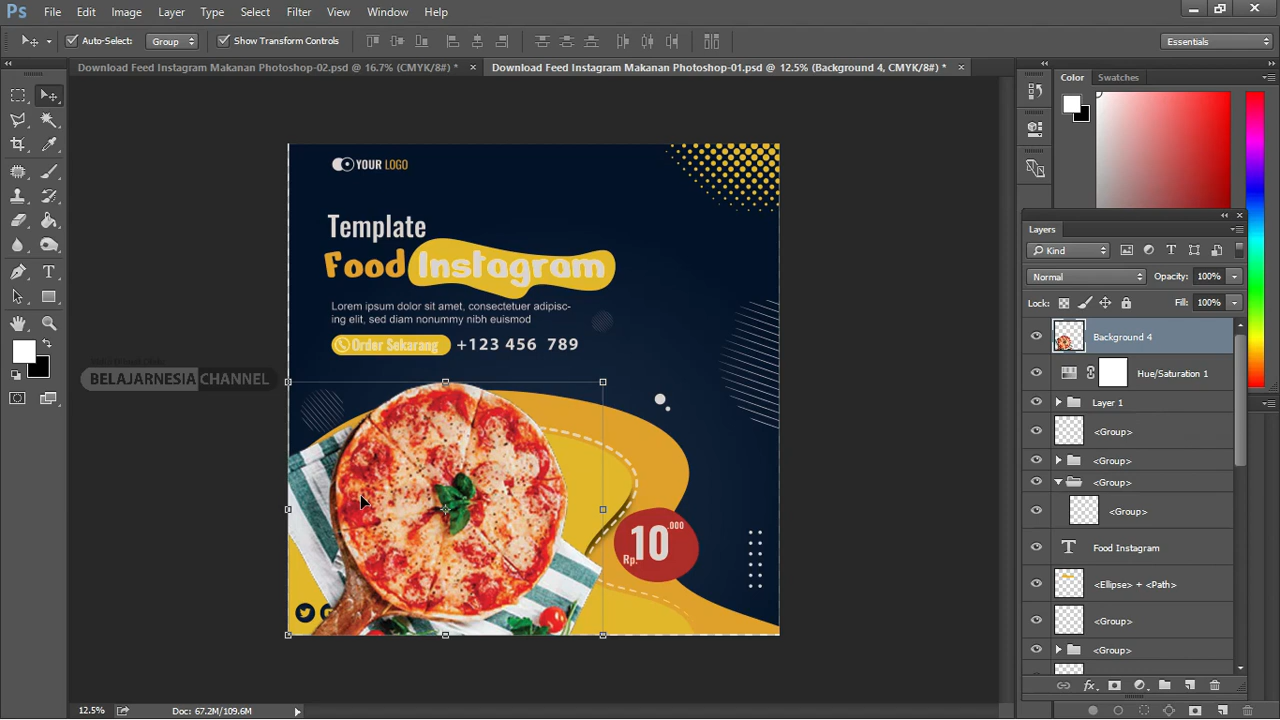 Ps File Edit Image Layer Type Select Filter View Window Help
Auto-Select: Group Show Transform Controls Essentials
Download Feed Instagram Makanan Photoshop-02.psd @ 16.7% (CMYK/8#) * × Download Feed Instagram Makanan Photoshop-01.psd @ 12.5% (Background 4, CMYK/8#) * ×
Color Swatches
YOUR LOGO
Template
Food Instagram
Lorem ipsum dolor sit amet, consectetuer adipisc-
ing elit, sed diam nonummy nibh euismod
Order Sekarang +123 456 789
BELAJARNESIA CHANNEL
Rp. 10 .000
Layers
Kind
Normal Opacity: 100%
Lock: Fill: 100%
Background 4
Hue/Saturation 1
Layer 1
<Group>
<Group>
<Group>
<Group>
Food Instagram
<Ellipse> + <Path>
<Group>
<Group>
12.5% Doc: 67.2M/109.6M